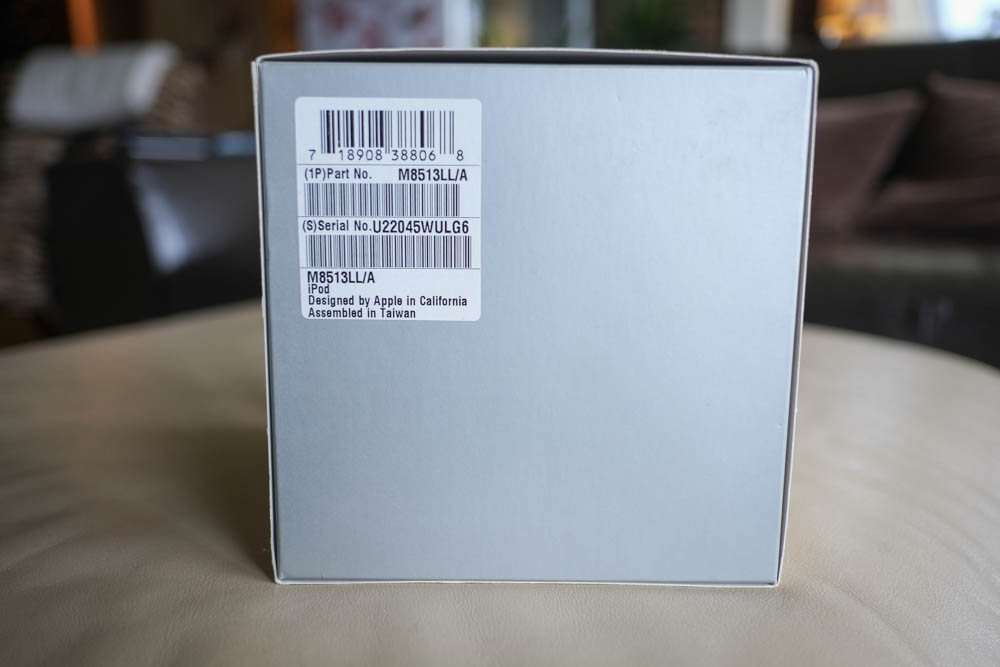 7 18908 38806 8
(1P)Part No. M8513LL/A
(S)Serial No.U22045WULG6
M8513LL/A
iPod
Designed by Apple in California
Assembled in Taiwan